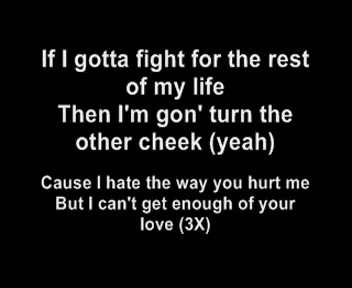 If I gotta fight for the rest
of my life
Then I'm gon' turn the
other cheek (yeah)
Cause I hate the way you hurt me
But I can't get enough of your
love (3X)